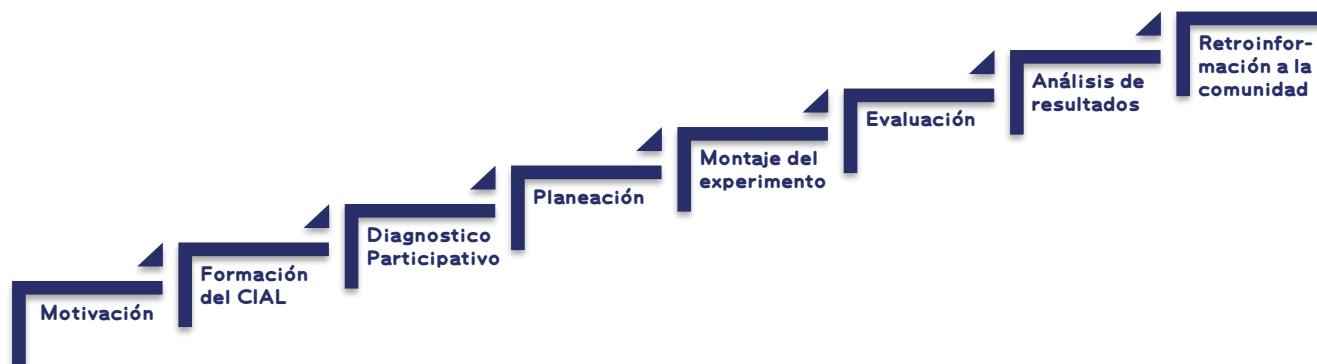 Motivación
Formación
del CIAL
Diagnostico
Participativo
Planeación
Montaje del
experimento
Evaluación
Análisis de
resultados
Retroinfor-
mación a la
comunidad